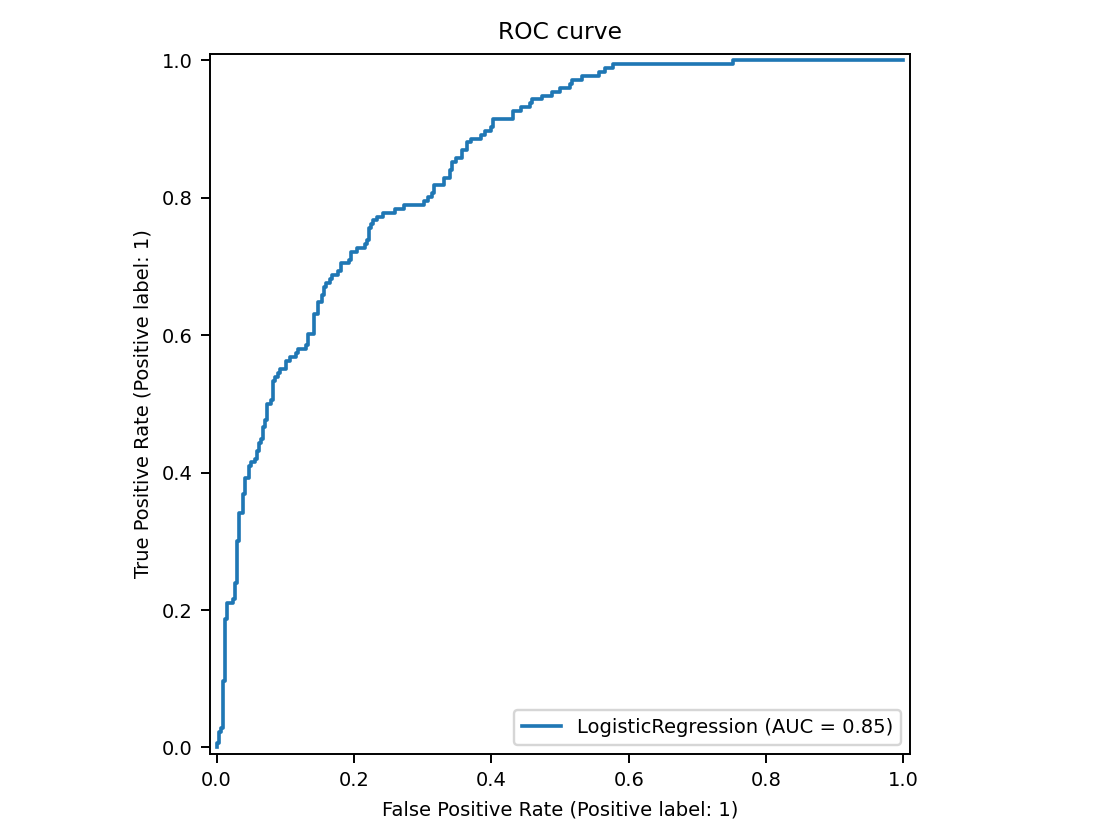 ROC curve
1.0
0.8
0.6
0.4
0.2
0.0
True Positive Rate (Positive label: 1)
LogisticRegression (AUC = 0.85)
0.0 0.2 0.4 0.6 0.8 1.0
False Positive Rate (Positive label: 1)